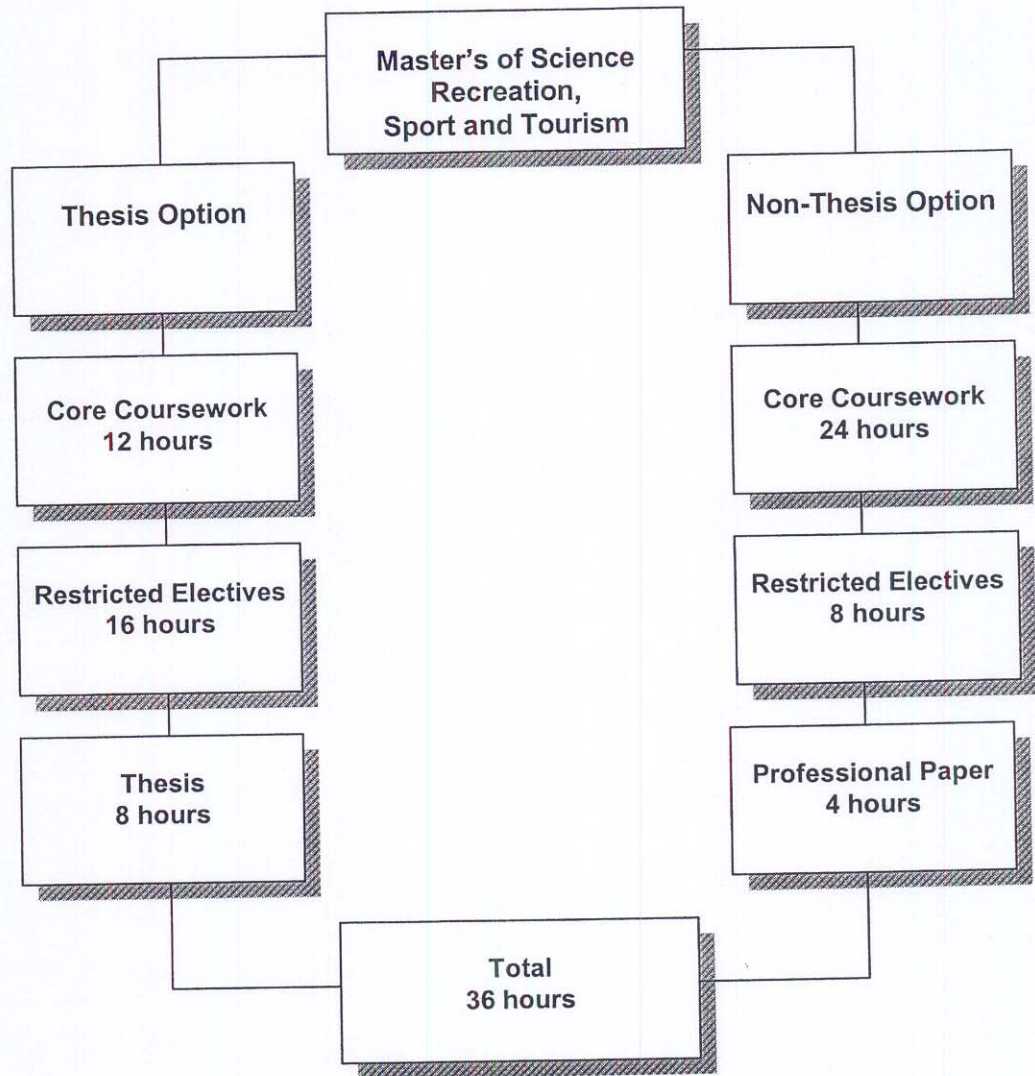 Master's of Science
Recreation,
Sport and Tourism
Thesis Option
Non-Thesis Option
Core Coursework
12 hours
Core Coursework
24 hours
Restricted Electives
16 hours
Restricted Electives
8 hours
Thesis
8 hours
Professional Paper
4 hours
Total
36 hours